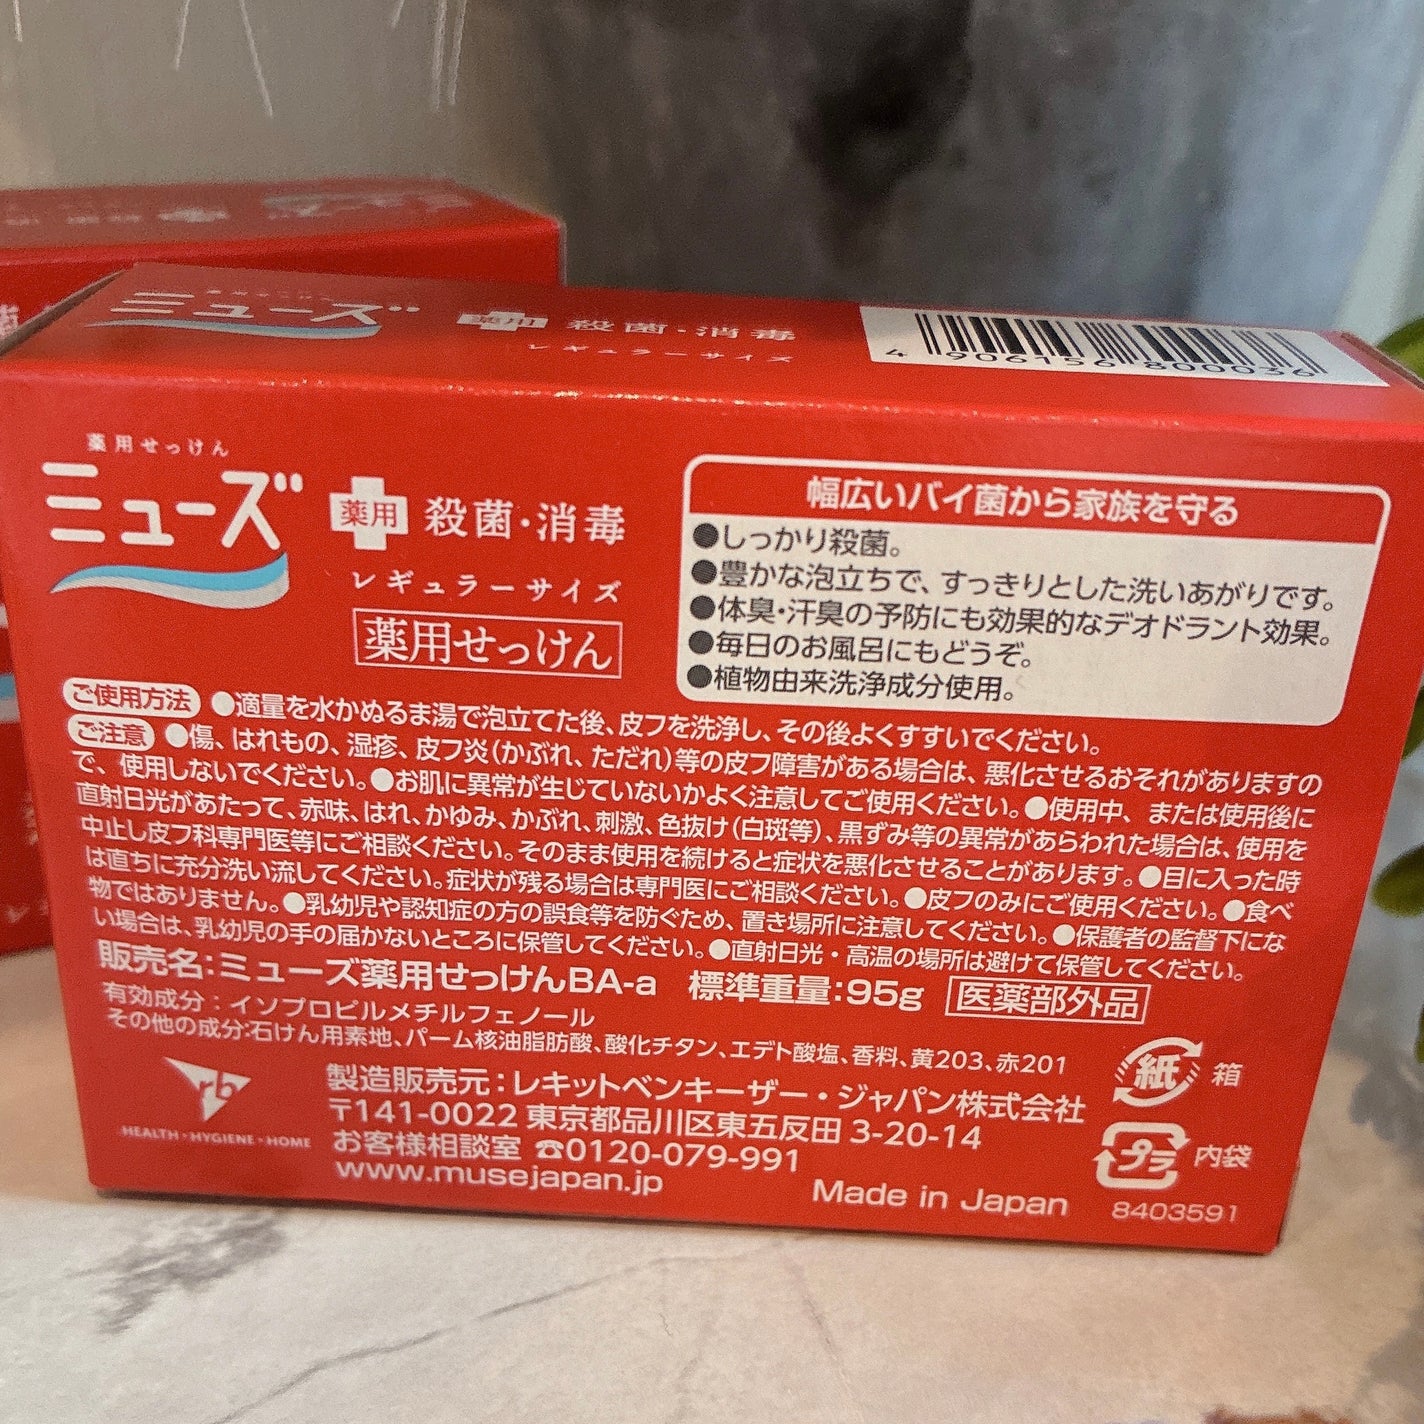 ミューズ 薬用 殺菌・消毒
レギュラーサイズ
4 906156 800036
薬用せっけん
ミューズ
薬用 殺菌・消毒
レギュラーサイズ
薬用せっけん
幅広いバイ菌から家族を守る
●しっかり殺菌。
●豊かな泡立ちで、すっきりとした洗いあがりです。
●体臭・汗臭の予防にも効果的なデオドラント効果。
●毎日のお風呂にもどうぞ。
●植物由来洗浄成分使用。
ご使用方法 ●適量を水かぬるま湯で泡立てた後、皮フを洗浄し、その後よくすすいでください。
ご注意 ●傷、はれもの、湿疹、皮フ炎(かぶれ、ただれ)等の皮フ障害がある場合は、悪化させるおそれがありますの
で、使用しないでください。●お肌に異常が生じていないかよく注意してご使用ください。●使用中、または使用後に
直射日光があたって、赤味、はれ、かゆみ、かぶれ、刺激、色抜け(白斑等)、黒ずみ等の異常があらわれた場合は、使用を
中止し皮フ科専門医等にご相談ください。そのまま使用を続けると症状を悪化させることがあります。●目に入った時
は直ちに充分洗い流してください。症状が残る場合は専門医にご相談ください。●皮フのみにご使用ください。●食べ
物ではありません。●乳幼児や認知症の方の誤食等を防ぐため、置き場所に注意してください。●保護者の監督下にな
い場合は、乳幼児の手の届かないところに保管してください。●直射日光・高温の場所は避けて保管してください。
販売名:ミューズ薬用せっけんBA-a 標準重量:95g 医薬部外品
有効成分:イソプロピルメチルフェノール
その他の成分:石けん用素地、パーム核油脂肪酸、酸化チタン、エデト酸塩、香料、黄203、赤201
rb
HEALTH・HYGIENE・HOME
製造販売元:レキットベンキーザー・ジャパン株式会社
〒141-0022 東京都品川区東五反田 3-20-14
お客様相談室 ☎0120-079-991
www.musejapan.jp
Made in Japan
紙 箱
プラ 内袋
8403591